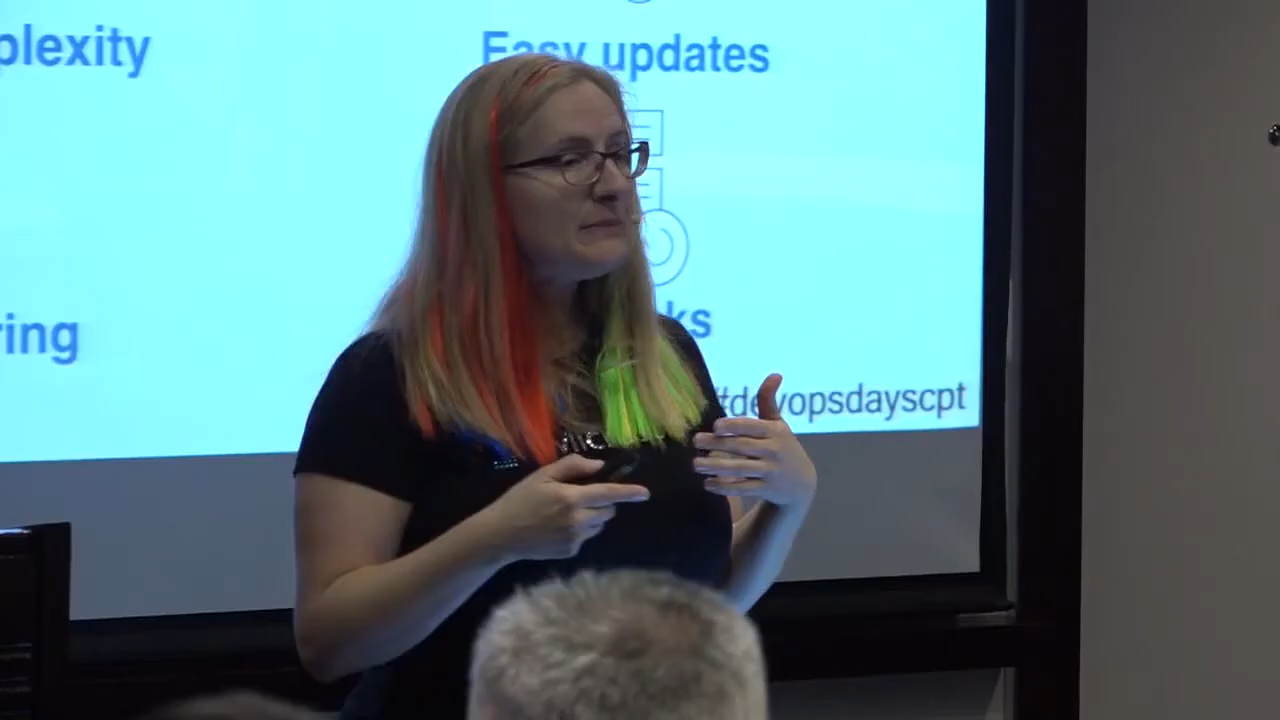 plexity
Easy updates
ring
ks
#devopsdayscpt